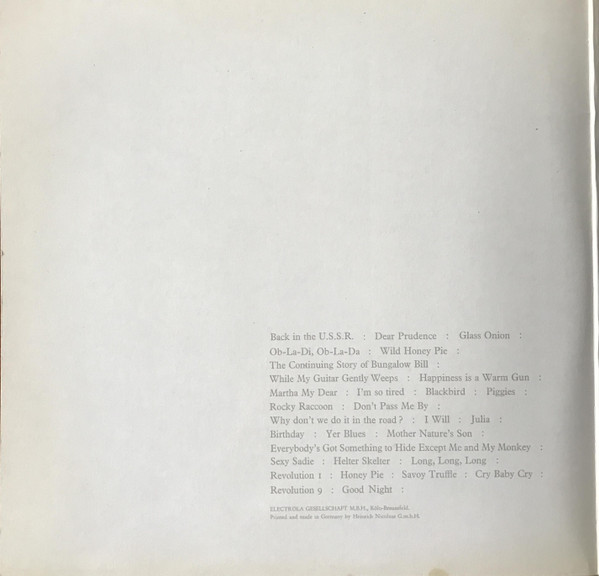 Back in the U.S.S.R. : Dear Prudence : Glass Onion :
Ob-La-Di, Ob-La-Da : Wild Honey Pie :
The Continuing Story of Bungalow Bill :
While My Guitar Gently Weeps : Happiness is a Warm Gun :
Martha My Dear : I'm so tired : Blackbird : Piggies :
Rocky Raccoon : Don't Pass Me By :
Why don't we do it in the road? : I Will : Julia :
Birthday : Yer Blues : Mother Nature's Son :
Everybody's Got Something to Hide Except Me and My Monkey :
Sexy Sadie : Helter Skelter : Long, Long, Long :
Revolution 1 : Honey Pie : Savoy Truffle : Cry Baby Cry :
Revolution 9 : Good Night :
ELECTROLA GESELLSCHAFT M.B.H., Köln-Braunsfeld.
Printed and made in Germany by Heinrich G.m.b.H.